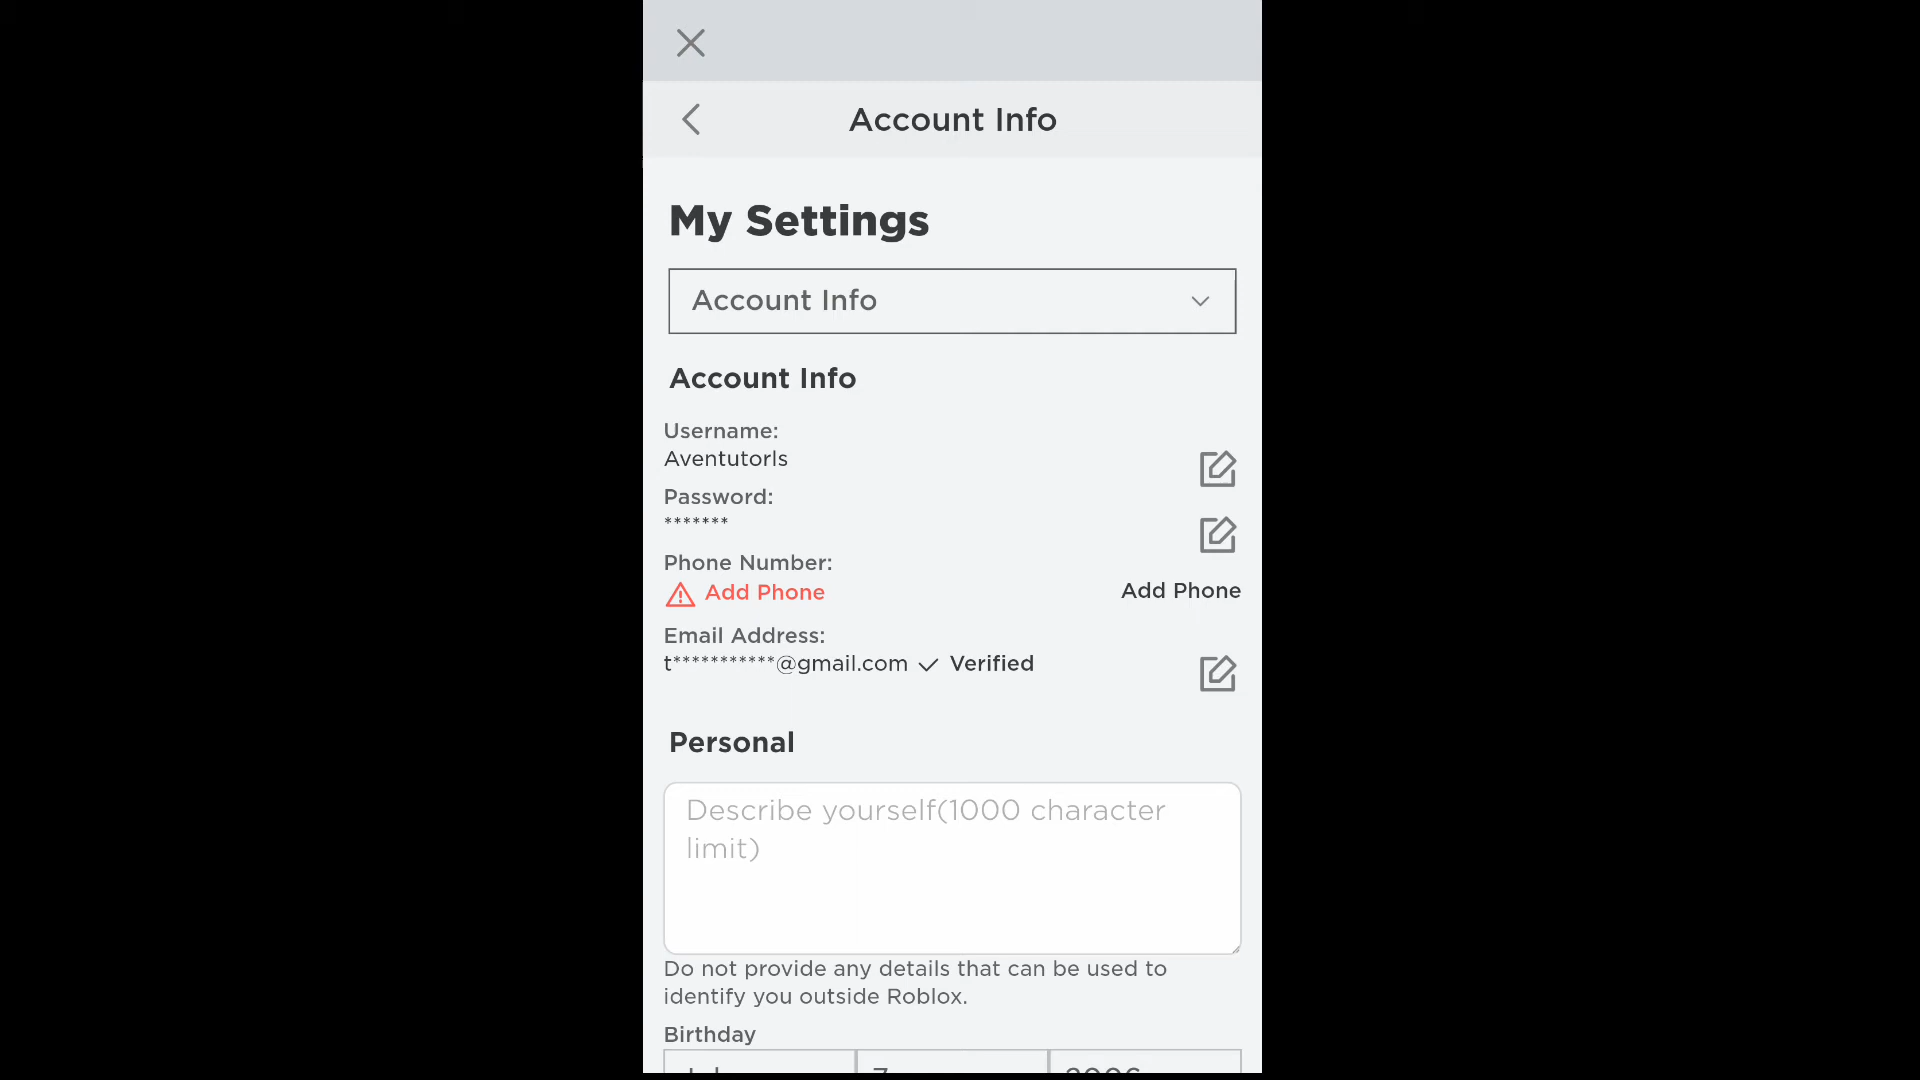 Account Info
My Settings
Account Info
Account Info
Username:
Aventutorls
Password:
*******
Phone Number:
Add Phone
Add Phone
Email Address:
t***********@gmail.com Verified
Personal
Describe yourself(1000 character
limit)
Do not provide any details that can be used to
identify you outside Roblox.
Birthday